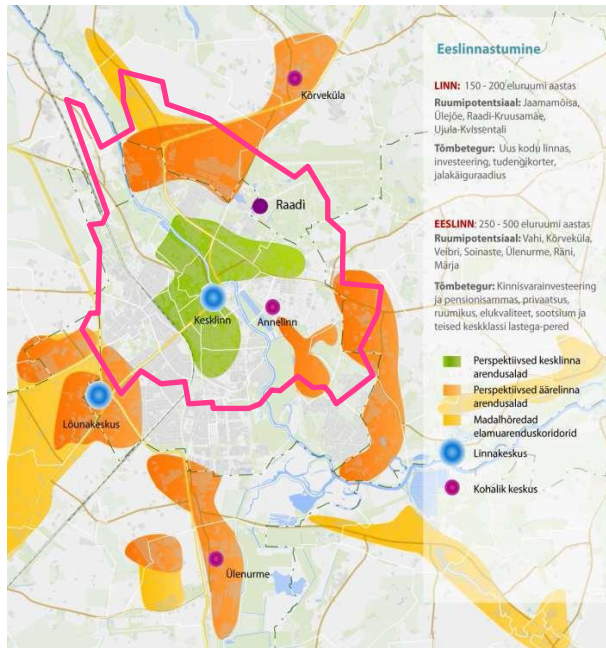 Eeslinnastumine
LINN: 150 - 200 eluruumi aastas
Ruumipotentsiaal: Jaamamõisa,
Ülejõe, Raadi-Kruusamäe,
Ujula-Kvissentali
Tõmbetegur: Uus kodu linnas,
investeering, tudengikorter,
jalakäiguraadius
EESLINN: 250 - 500 eluruumi aastas
Ruumipotentsiaal: Vahi, Kõrveküla,
Veibri, Soinaste, Ülenurme, Räni,
Märja
Tõmbetegur: Kinnisvarainvesteering
ja pensionisammas, privaatsus,
ruumikus, elukvaliteet, sootsium ja
teised keskklassi lastega-pered
Perspektiivsed kesklinna
arendusalad
Perspektiivsed äärelinna
arendusalad
Madalhõredad
elamuarenduskoridorid
Linnakeskus
Kohalik keskus
Kõrveküla
Raadi
Kesklinn
Annelinn
Lõunakeskus
Ülenurme